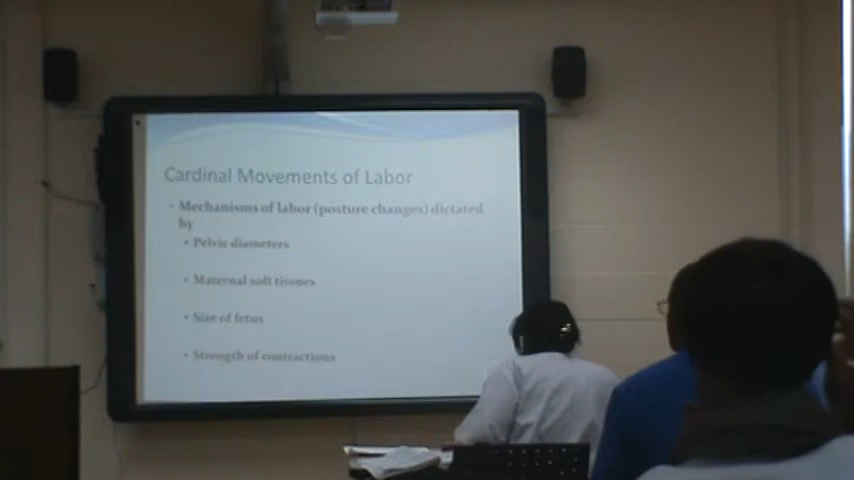 Cardinal Movements of Labor
• Mechanisms of labor (posture changes) dictated
by
• Pelvic diameters
• Maternal soft tissues
• Size of fetus
• Strength of contractions